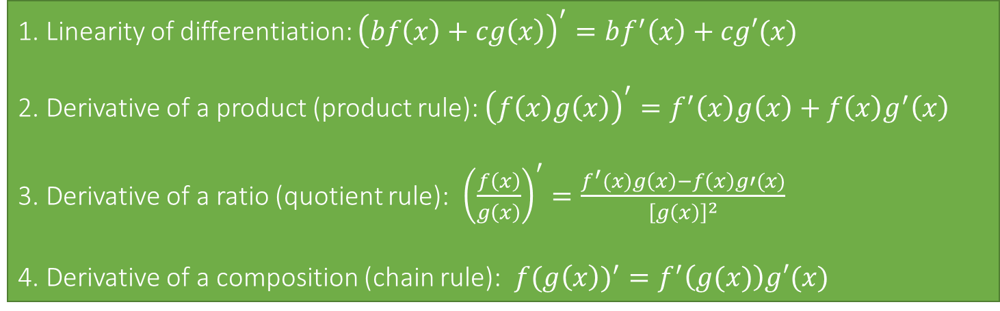 1. Linearity of differentiation: (bf(x) + cg(x))′ = bf′(x) + cg′(x)
2. Derivative of a product (product rule): (f(x)g(x))′ = f′(x)g(x) + f(x)g′(x)
3. Derivative of a ratio (quotient rule): (f(x)/g(x))′ = f′(x)g(x)−f(x)g′(x)/[g(x)]²
4. Derivative of a composition (chain rule): f(g(x))′ = f′(g(x))g′(x)